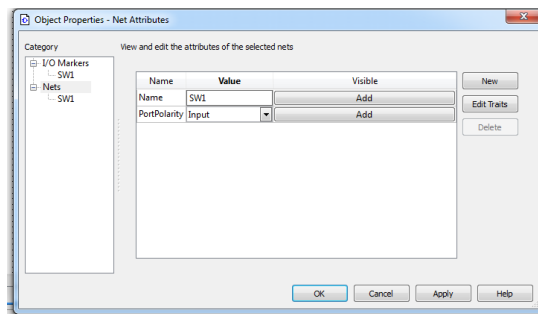 Object Properties - Net Attributes
Category
View and edit the attributes of the selected nets
I/O Markers
SW1
Nets
SW1
Name Value Visible
Name SW1 Add
PortPolarity Input Add
New
Edit Traits
Delete
OK Cancel Apply Help